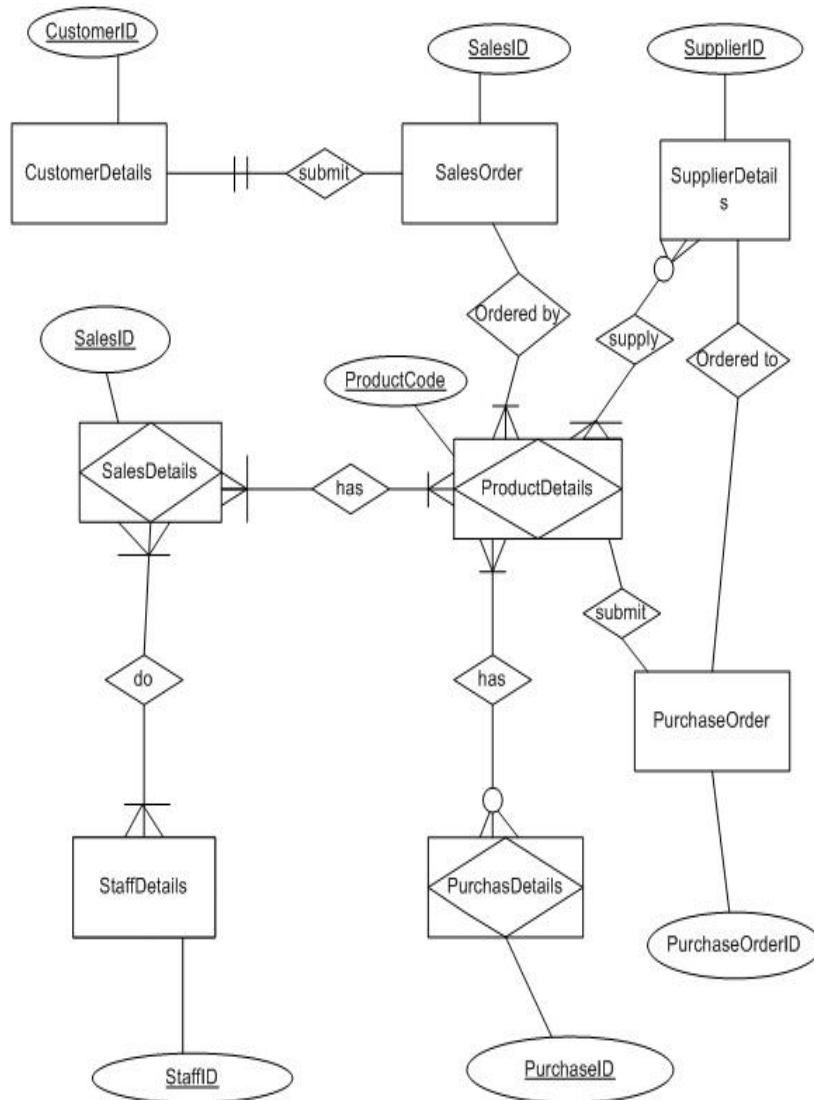 CustomerID
SalesID
SupplierID
CustomerDetails
submit
SalesOrder
SupplierDetail
s
SalesID
Ordered by
supply
Ordered to
ProductCode
SalesDetails
has
ProductDetails
submit
do
has
PurchaseOrder
StaffDetails
PurchasDetails
PurchaseOrderID
StaffID
PurchaseID